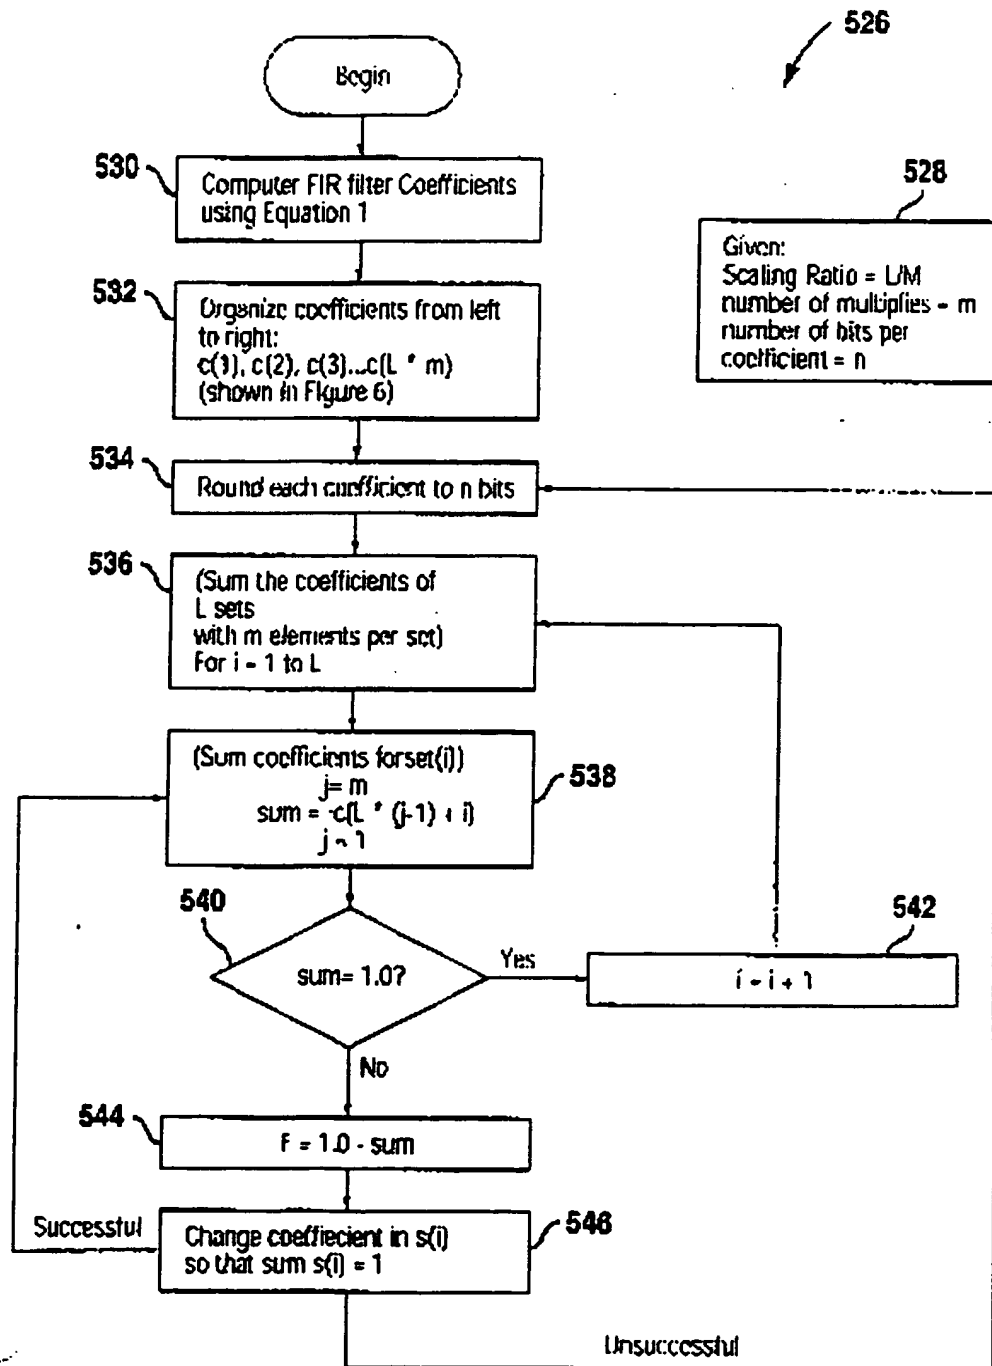 526
Begin
530
Computer FIR filter Coefficients
using Equation 1
528
Given:
Scaling Ratio = L/M
number of multiplies = m
number of bits per
coefficient = n
532
Organize coefficients from left
to right:
c(1), c(2), c(3)...c(L * m)
(shown in Figure 6)
534
Round each coefficient to n bits
536
(Sum the coefficients of
L sets
with m elements per set)
For i = 1 to L
538
(Sum coefficients forset(i))
j= m
sum = c(L * (j-1) + i)
j = 1
540
sum= 1.0?
Yes
542
i = i + 1
No
544
F = 1.0 - sum
Successful
546
Change coeffiecient in s(i)
so that sum s(i) = 1
Unsuccessful